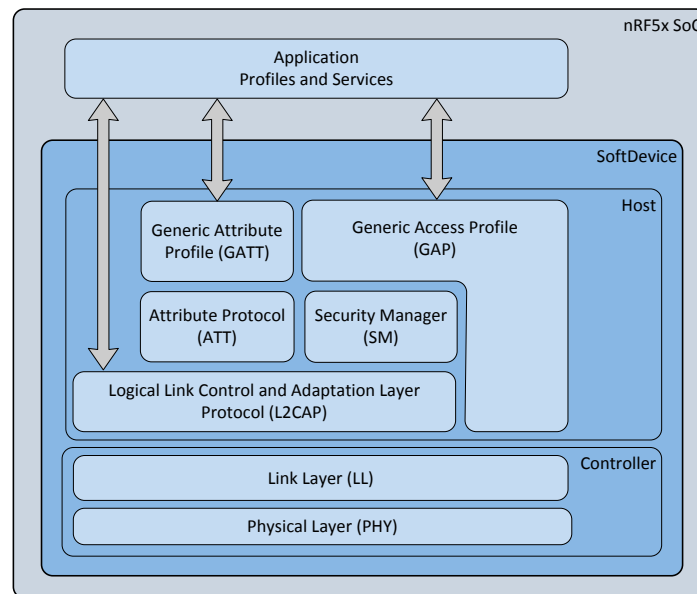 nRF5x SoC
Application
Profiles and Services
SoftDevice
Host
Generic Attribute
Profile (GATT)
Generic Access Profile
(GAP)
Attribute Protocol
(ATT)
Security Manager
(SM)
Logical Link Control and Adaptation Layer
Protocol (L2CAP)
Controller
Link Layer (LL)
Physical Layer (PHY)